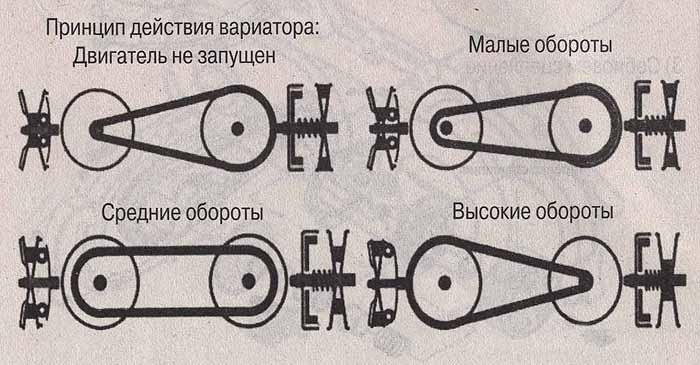 Принцип действия вариатора:
Двигатель не запущен
Малые обороты
Средние обороты
Высокие обороты